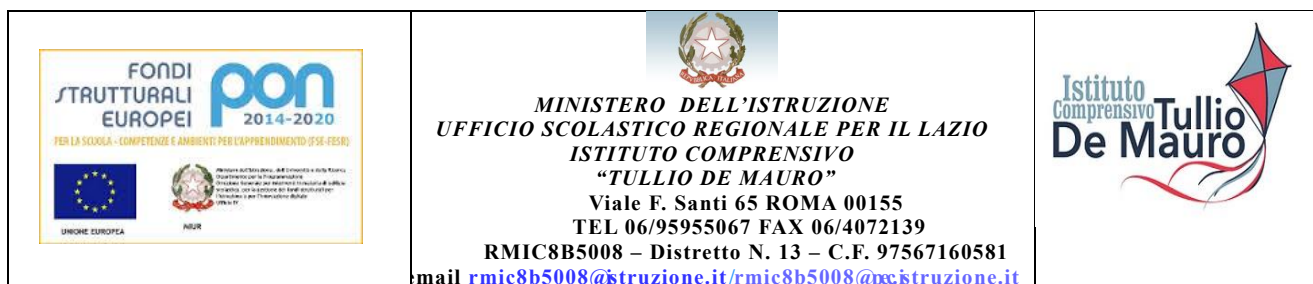 FONDI
STRUTTURALI
EUROPEI
pon
2014-2020
PER LA SCUOLA - COMPETENZE E AMBIENTI PER L'APPRENDIMENTO (FSE-FESR)
UNIONE EUROPEA
MIUR
REPVBBLICA ITALIANA
MINISTERO DELL’ISTRUZIONE
UFFICIO SCOLASTICO REGIONALE PER IL LAZIO
ISTITUTO COMPRENSIVO
“TULLIO DE MAURO”
Viale F. Santi 65 ROMA 00155
TEL 06/95955067 FAX 06/4072139
RMIC8B5008 – Distretto N. 13 – C.F. 97567160581
email rmic8b5008@istruzione.it/rmic8b5008@pec.istruzione.it
Istituto
Comprensivo
Tullio
De Mauro